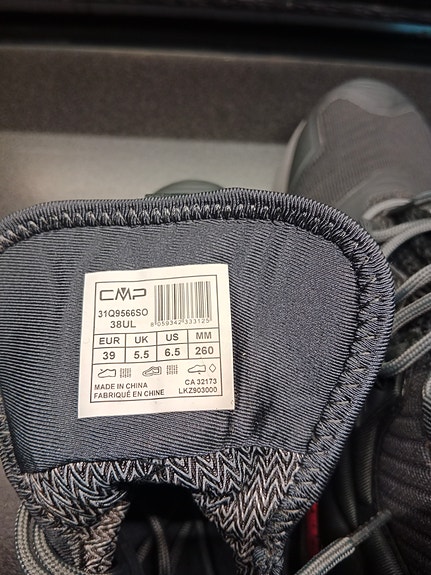 CMP
31Q9566SO
38UL
8 059342 333125
EUR UK US MM
39 5.5 6.5 260
MADE IN CHINA
FABRIQUÉ EN CHINE
CA 32173
LKZ903000